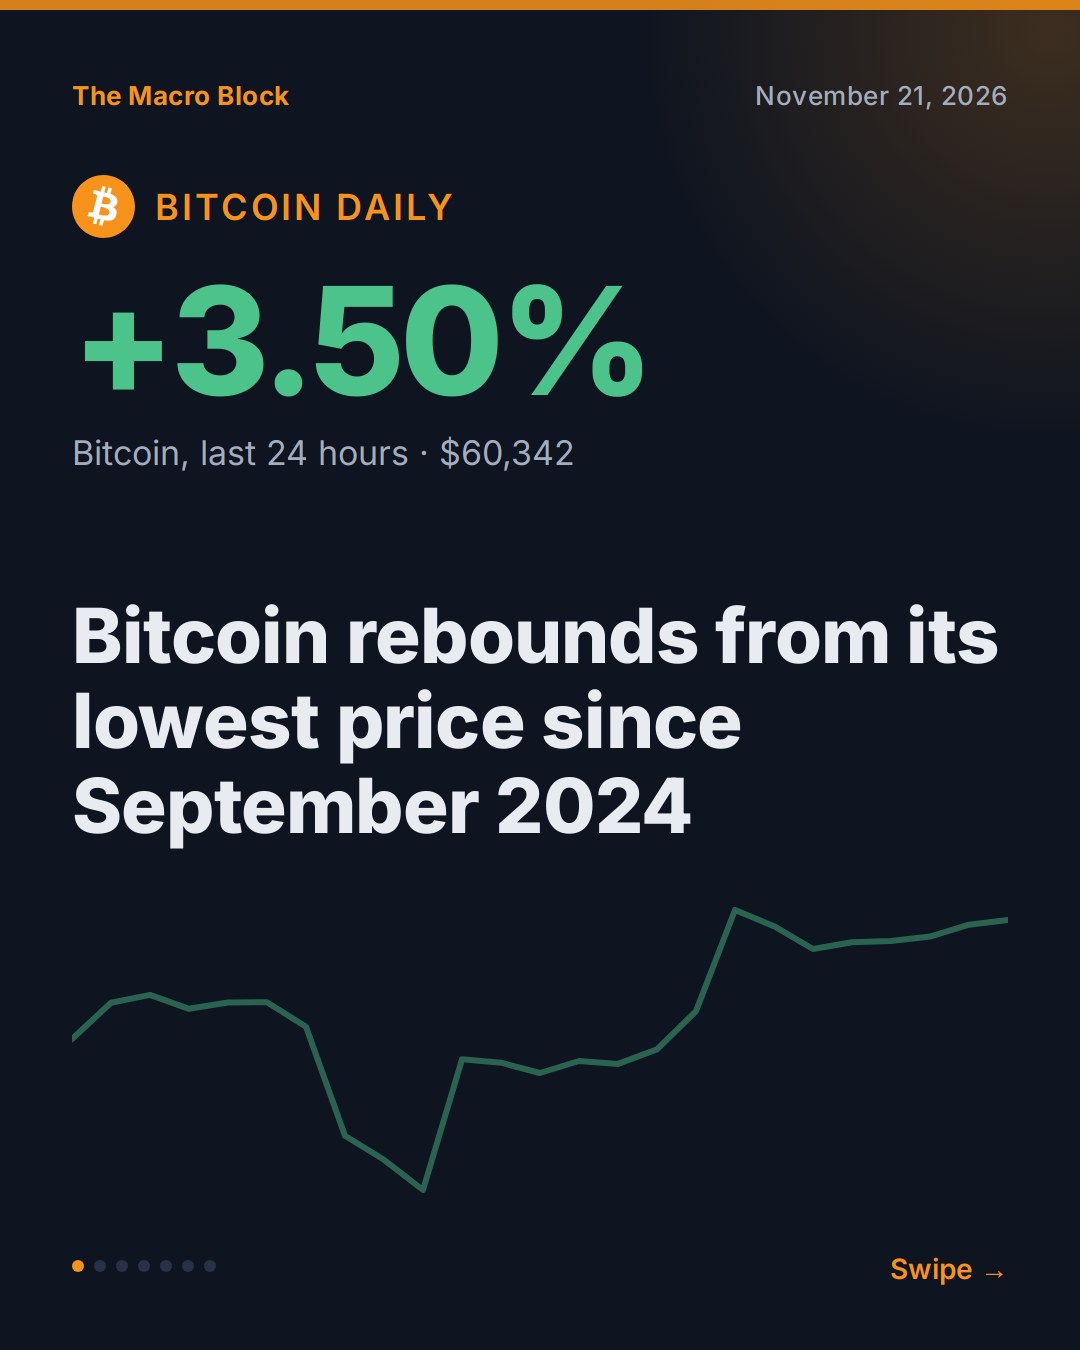 The Macro Block
November 21, 2026
BITCOIN DAILY
+3.50%
Bitcoin, last 24 hours · $60,342
Bitcoin rebounds from its
lowest price since
September 2024
Swipe →